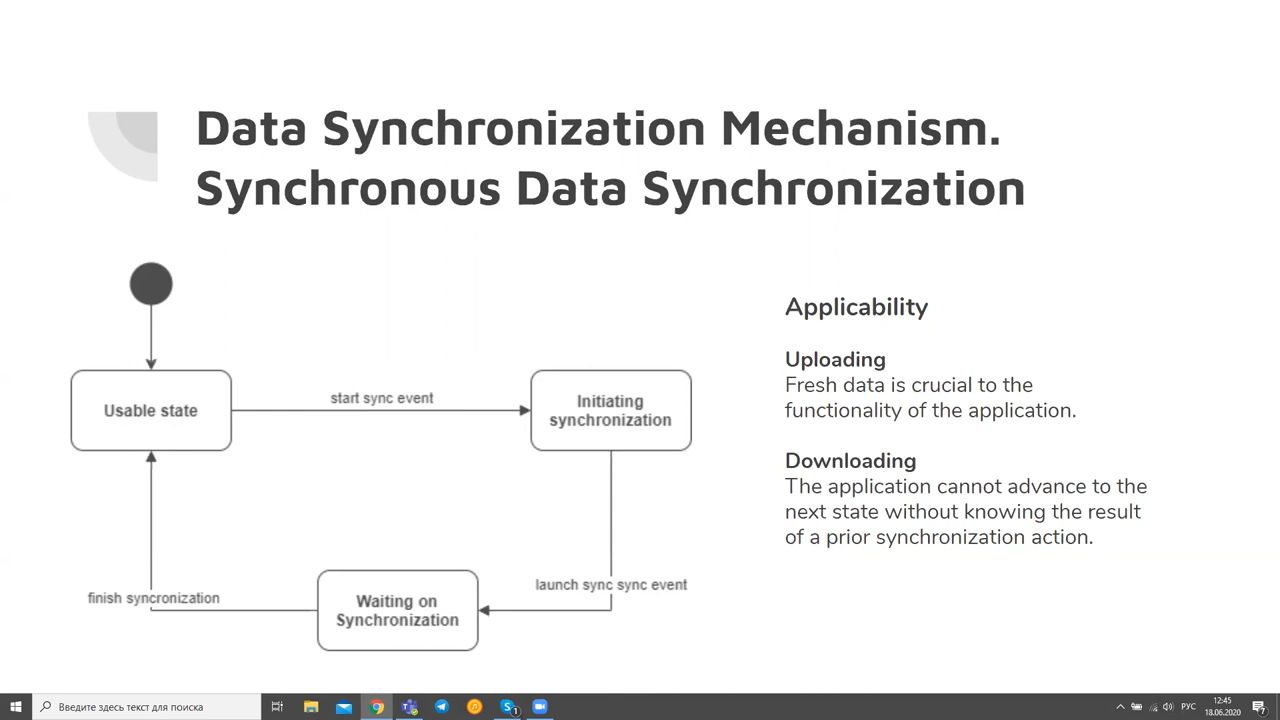 Data Synchronization Mechanism.
Synchronous Data Synchronization
Usable state
start sync event
Initiating
synchronization
launch sync sync event
Waiting on
Synchronization
finish syncronization
Applicability
Uploading
Fresh data is crucial to the
functionality of the application.
Downloading
The application cannot advance to the
next state without knowing the result
of a prior synchronization action.
Введите здесь текст для поиска
1
РУС
12:45
18.06.2020
7